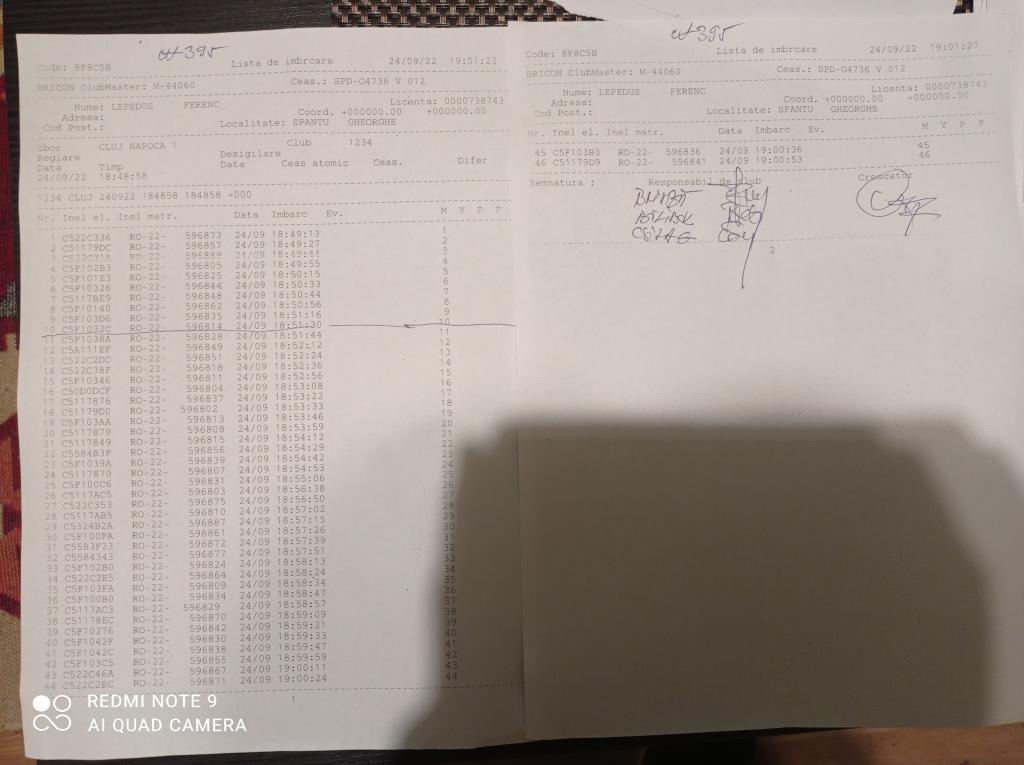 Code: 8F8C5B Lista de imbrcare 24/09/22 19:01:23
BRICON ClubMaster: M-44060 Ceas.: SPD-G4736 V 012
Nume: LEPEDUS FERENC Licenta: 0000738743
Adresa: Coord. +000000.00 +000000.00
Cod Post.: Localitate: SFANTU GHEORGHE
Zbor CLUJ NAPOCA 1 Club 1234
Reglare Desigilare
Data Timp Data Ceas atomic Ceas. Difer
24/09/22 18:48:58
1234 CLUJ 240922 184858 184858 +000
Nr. Inel el. Inel matr. Data Imbarc Ev. M Y P F
1 C522C336 RO-22- 596873 24/09 18:49:13 1
2 C51179DC RO-22- 596857 24/09 18:49:27 2
3 C522C31A RO-22- 596889 24/09 18:49:44 3
4 C5F102B3 RO-22- 596805 24/09 18:49:55 4
5 C5F101E3 RO-22- 596825 24/09 18:50:15 5
6 C5F10326 RO-22- 596844 24/09 18:50:33 6
7 C5117BE9 RO-22- 596848 24/09 18:50:44 7
8 C5F10140 RO-22- 596862 24/09 18:50:56 8
9 C5F103D6 RO-22- 596835 24/09 18:51:16 9
10 C5F1032C RO-22- 596814 24/09 18:51:30 10
11 C5F1038A RO-22- 596828 24/09 18:51:44 11
12 C5A111EF RO-22- 596849 24/09 18:52:12 12
13 C522C2DC RO-22- 596851 24/09 18:52:24 13
14 C522C38F RO-22- 596818 24/09 18:52:36 14
15 C5F10346 RO-22- 596811 24/09 18:52:56 15
16 C50D0DCF RO-22- 596804 24/09 18:53:08 16
17 C5117876 RO-22- 596837 24/09 18:53:22 17
18 C51179D0 RO-22- 596802 24/09 18:53:33 18
19 C5F103AA RO-22- 596813 24/09 18:53:46 19
20 C5117879 RO-22- 596808 24/09 18:53:59 20
21 C5117849 RO-22- 596815 24/09 18:54:12 21
22 C5584B3F RO-22- 596856 24/09 18:54:29 22
23 C5F1039A RO-22- 596839 24/09 18:54:42 23
24 C5117870 RO-22- 596807 24/09 18:54:53 24
25 C5F100C6 RO-22- 596831 24/09 18:55:06 25
26 C5117AC5 RO-22- 596803 24/09 18:56:38 26
27 C522C353 RO-22- 596875 24/09 18:56:50 27
28 C5117AB5 RO-22- 596810 24/09 18:57:02 28
29 C5324B2A RO-22- 596887 24/09 18:57:15 29
30 C5F100FA RO-22- 596861 24/09 18:57:26 30
31 C5583F23 RO-22- 596872 24/09 18:57:39 31
32 C5584343 RO-22- 596877 24/09 18:57:51 32
33 C5F102B0 RO-22- 596824 24/09 18:58:13 33
34 C522C2E5 RO-22- 596864 24/09 18:58:24 34
35 C5F103FA RO-22- 596809 24/09 18:58:34 35
36 C5F100B0 RO-22- 596834 24/09 18:58:47 36
37 C5117AC3 RO-22- 596829 24/09 18:58:57 37
38 C51178EC RO-22- 596870 24/09 18:59:09 38
39 C5F10276 RO-22- 596842 24/09 18:59:21 39
40 C5F1042F RO-22- 596830 24/09 18:59:33 40
41 C5F1042C RO-22- 596838 24/09 18:59:47 41
42 C5F103C5 RO-22- 596855 24/09 18:59:59 42
43 C522C46A RO-22- 596867 24/09 19:00:11 43
44 C522C2EC RO-22- 596871 24/09 19:00:24 44
1
Code: 8F8C5B Lista de imbrcare 24/09/22 19:01:27
BRICON ClubMaster: M-44060 Ceas.: SPD-G4736 V 012
Nume: LEPEDUS FERENC Licenta: 0000738743
Adresa: Coord. +000000.00 +000000.00
Cod Post.: Localitate: SFANTU GHEORGHE
Nr. Inel el. Inel matr. Data Imbarc Ev. M Y P F
45 C5F103B3 RO-22- 596836 24/09 19:00:36 45
46 C51179D9 RO-22- 596841 24/09 19:00:53 46
Semnatura : Responsabil de club Crescator
2
REDMI NOTE 9
AI QUAD CAMERA